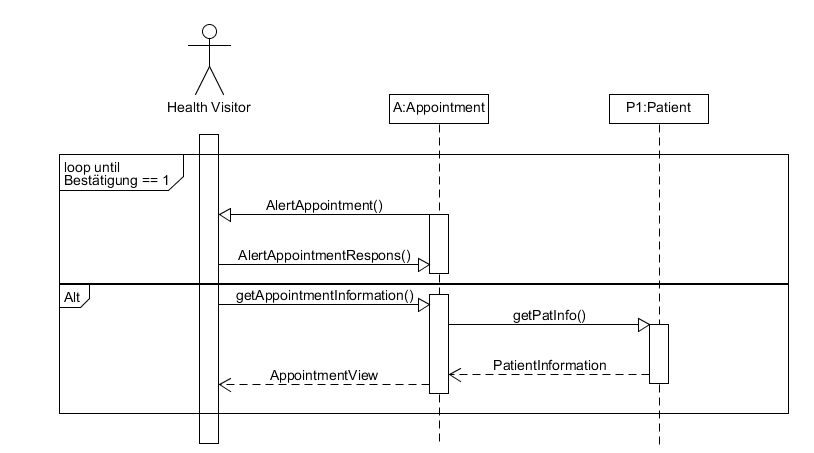 Health Visitor
A:Appointment
P1:Patient
loop until
Bestätigung == 1
AlertAppointment()
AlertAppointmentRespons()
Alt
getAppointmentInformation()
getPatInfo()
PatientInformation
AppointmentView